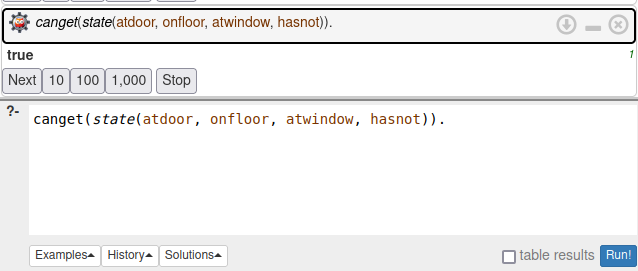 canget(state(atdoor, onfloor, atwindow, hasnot)).
true 1
Next 10 100 1,000 Stop
?- canget(state(atdoor, onfloor, atwindow, hasnot)).
Examples History Solutions table results Run!